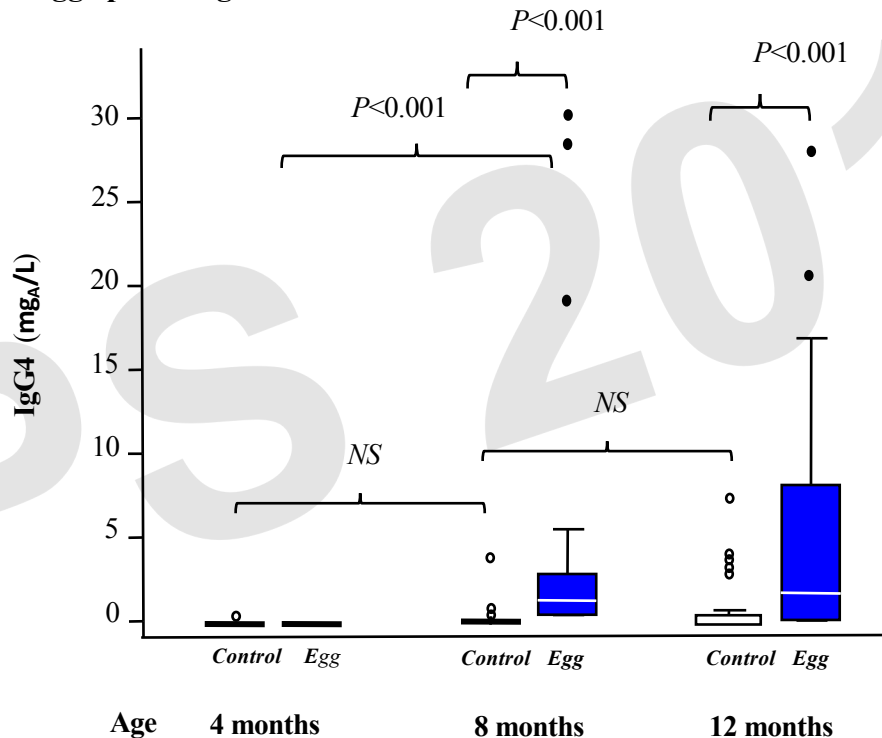 P<0.001
P<0.001
P<0.001
30
25
20
15
10
5
0
IgG4 (mgA/L)
NS
NS
Control Egg Control Egg Control Egg
Age 4 months 8 months 12 months